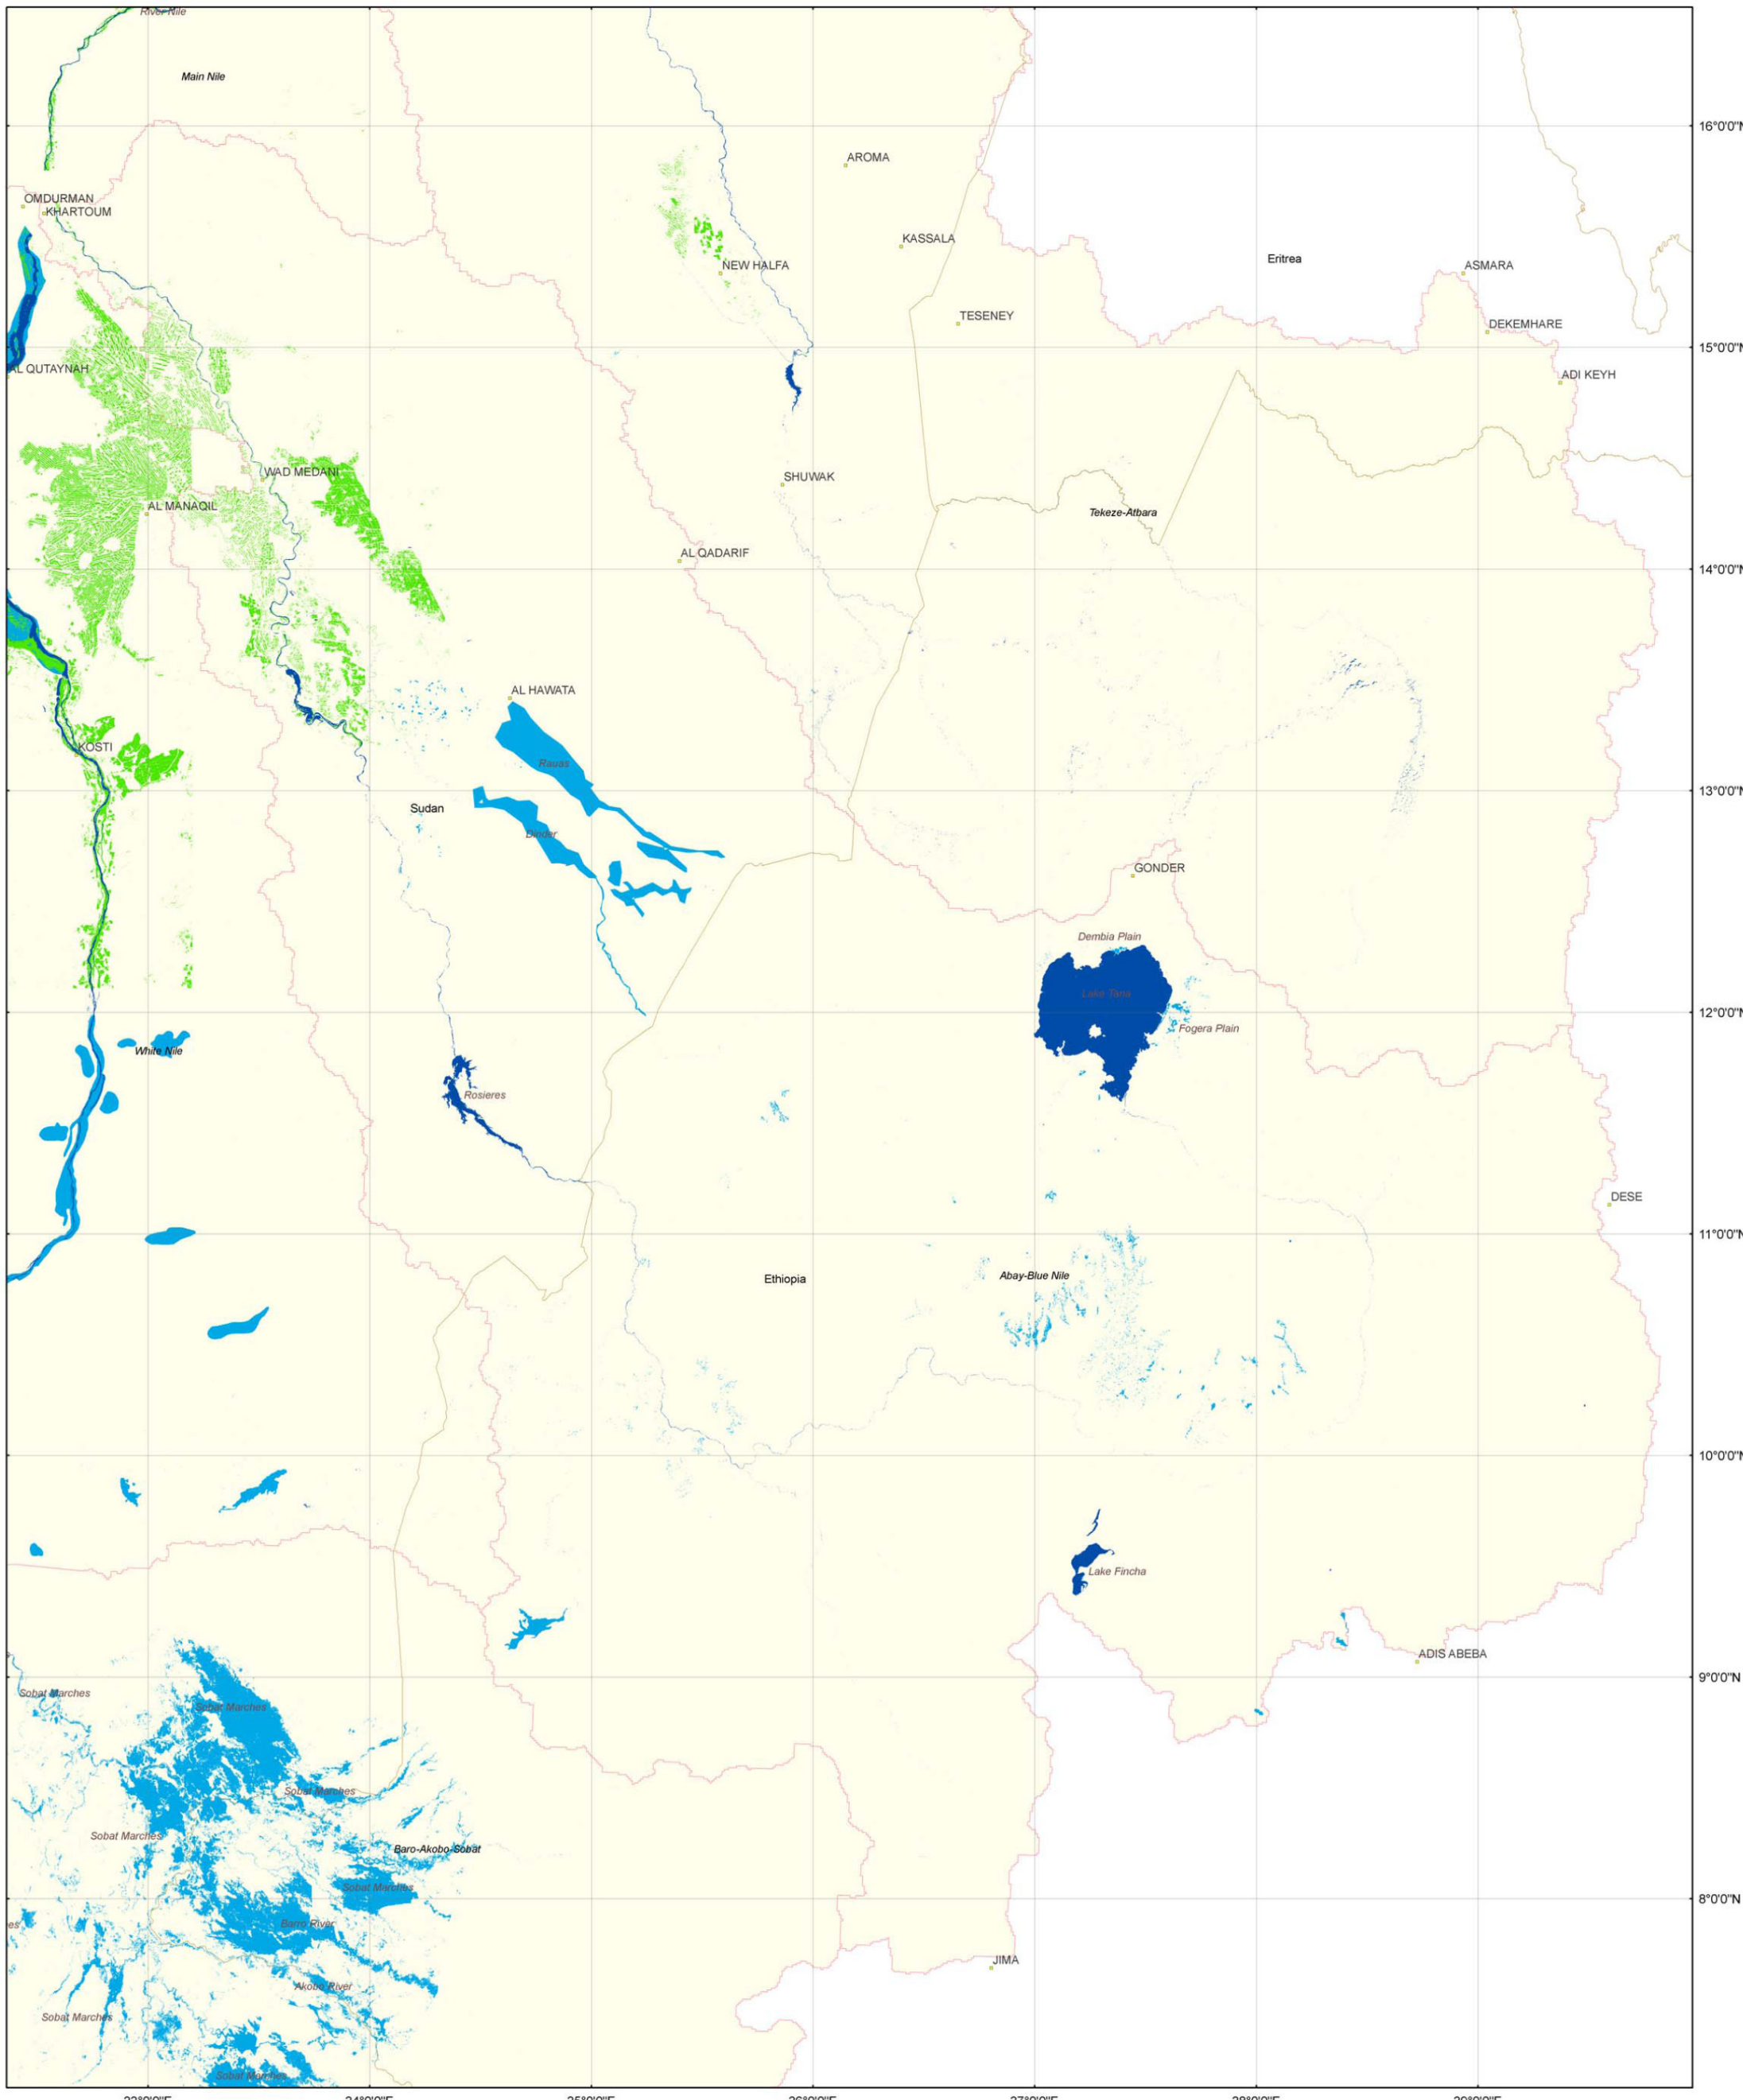 River Nile
Main Nile
16°0'0"N
AROMA
OMDURMAN
KHARTOUM
KASSALA
Eritrea
NEW HALFA
ASMARA
TESENEY
DEKEMHARE
15°0'0"N
AL QUTAYNAH
ADI KEYH
WAD MEDANI
SHUWAK
AL MANAQIL
Tekeze-Atbara
AL QADARIF
14°0'0"N
AL HAWATA
KOSTI
Rauas
13°0'0"N
Sudan
Dinder
GONDER
Dembia Plain
Lake Tana
12°0'0"N
Fogera Plain
White Nile
Rosieres
DESE
11°0'0"N
Ethiopia
Abay-Blue Nile
10°0'0"N
Lake Fincha
ADIS ABEBA
9°0'0"N
Sobat Marches
Sobat Marches
Sobat Marches
Sobat Marches
Baro-Akobo-Sobat
Sobat Marches
8°0'0"N
Barro River
JIMA
Akobo River
Sobat Marches
Sobat Marches